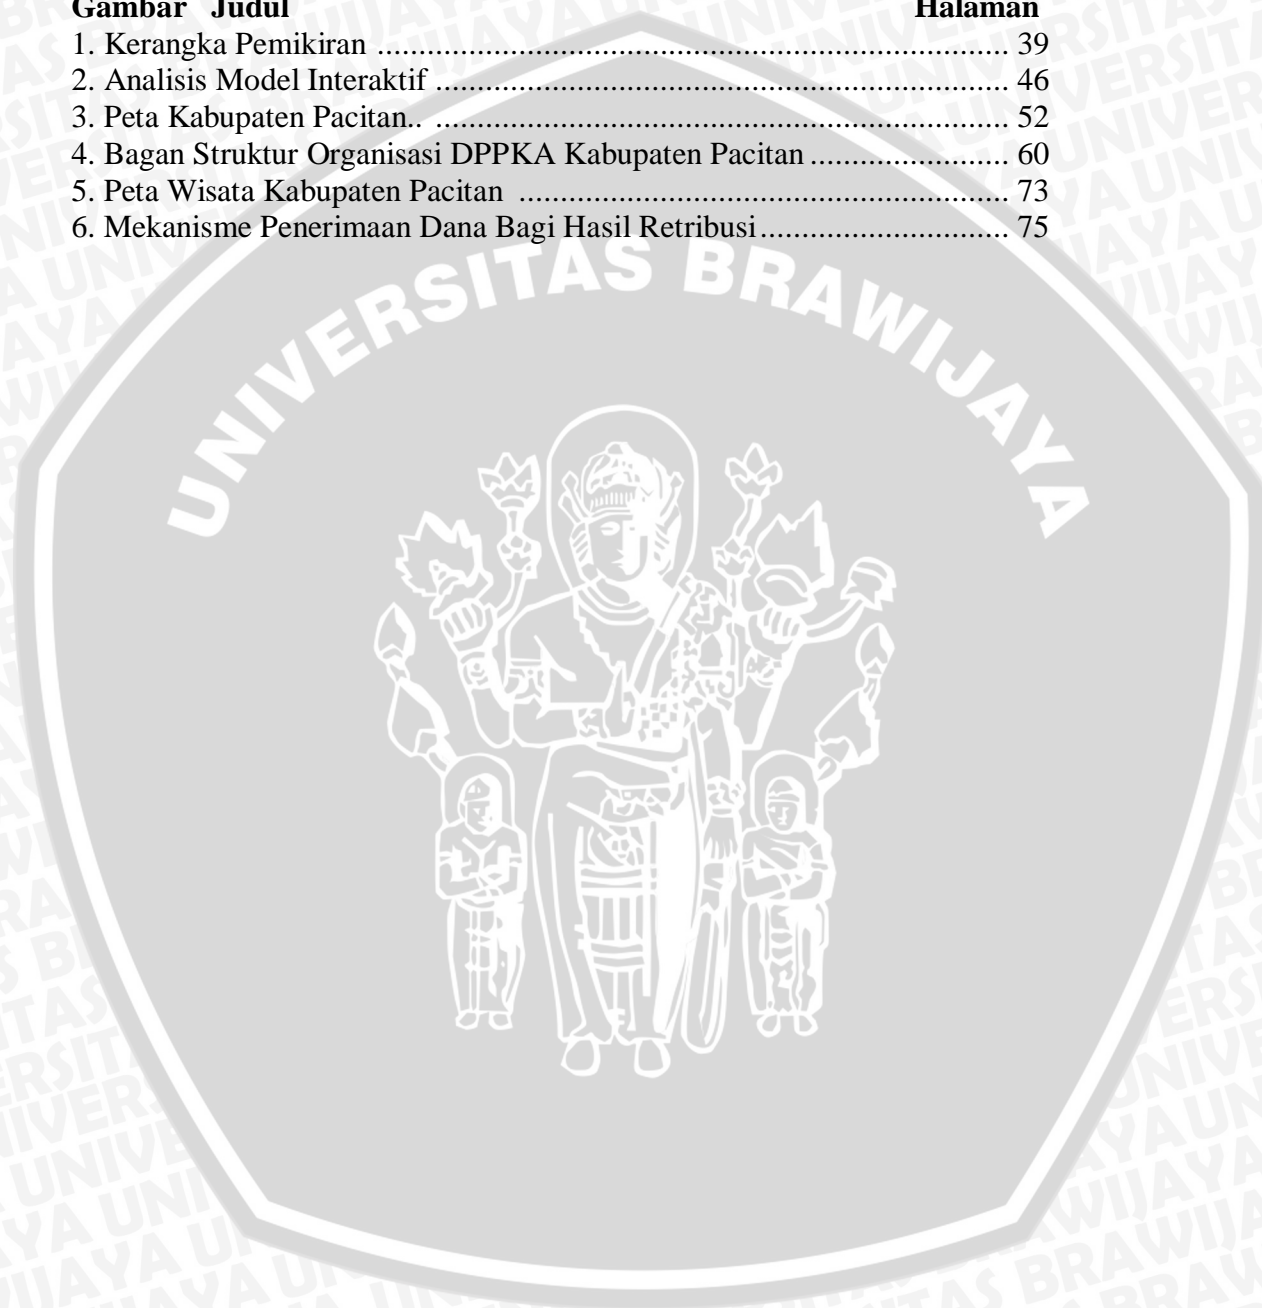 Gambar Judul Halaman
1. Kerangka Pemikiran ............................................................................... 39
2. Analisis Model Interaktif ........................................................................ 46
3. Peta Kabupaten Pacitan.. ........................................................................ 52
4. Bagan Struktur Organisasi DPPKA Kabupaten Pacitan ......................... 60
5. Peta Wisata Kabupaten Pacitan .............................................................. 73
6. Mekanisme Penerimaan Dana Bagi Hasil Retribusi............................... 75
UNIVERSITAS BRAWIJAYA